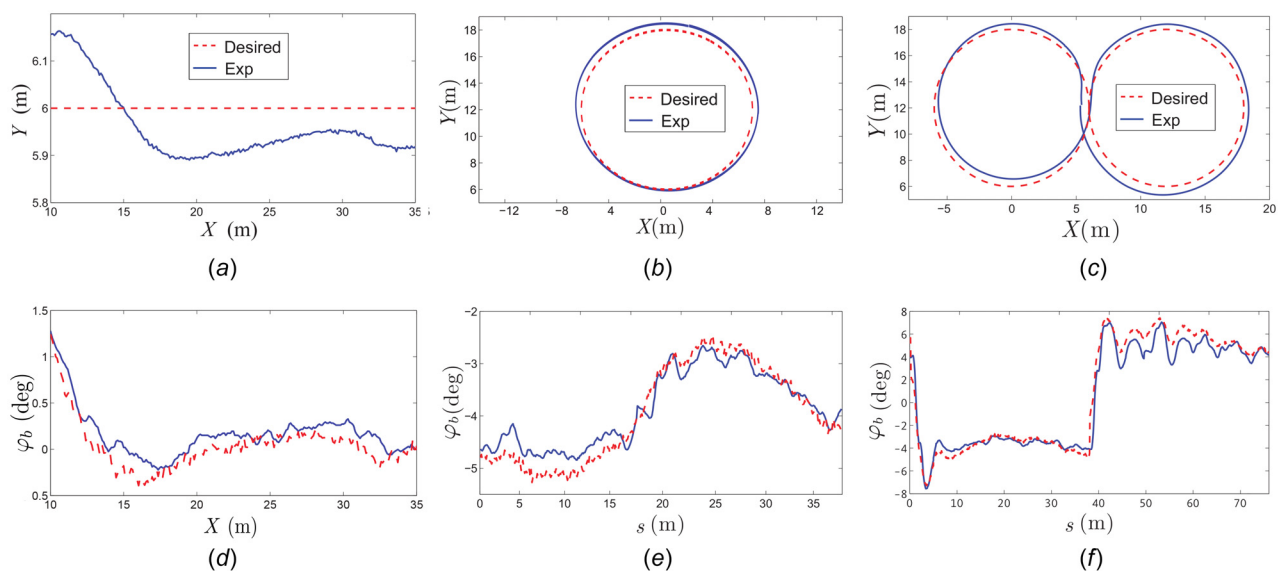 6.1
6
5.9
5.8
10 15 20 25 30 35
Y (m)
X (m)
Desired
Exp
(a)
18
16
14
12
10
8
6
-12 -8 -4 0 4 8 12
Y(m)
X(m)
Desired
Exp
(b)
18
16
14
12
10
8
6
-5 0 5 10 15 20
Y(m)
X(m)
Desired
Exp
(c)
1.5
1
0.5
0
0.5
10 15 20 25 30 35
φb (deg)
X (m)
(d)
−2
−3
−4
−5
0 5 10 15 20 25 30 35
φb(deg)
s (m)
(e)
8
6
4
2
0
−2
−4
−6
−8
0 10 20 30 40 50 60 70
φb (deg)
s (m)
(f)